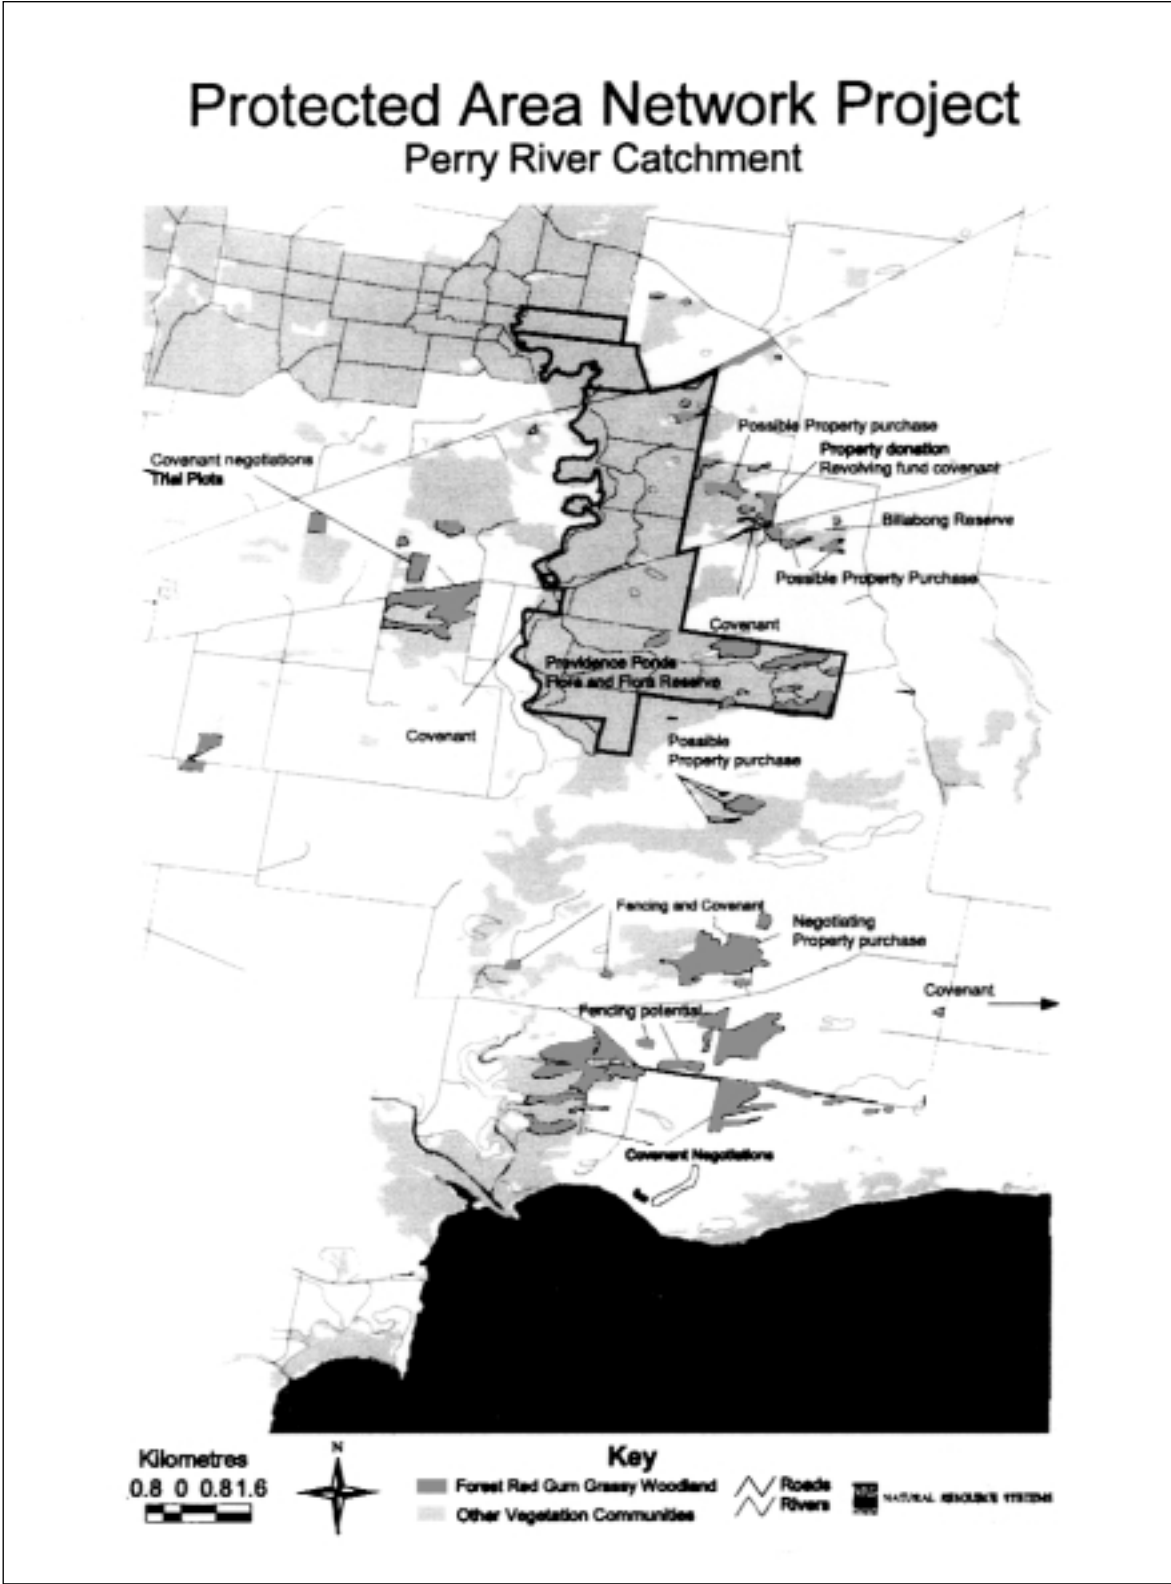 Protected Area Network Project
Perry River Catchment
Possible Property purchase
Property donation
Revolving fund covenant
Covenant negotiations
Trial Plots
Billabong Reserve
Possible Property Purchase
Covenant
Providence Ponds
Flora and Flora Reserve
Covenant
Possible
Property purchase
Fencing and Covenant
Negotiating
Property purchase
Covenant
Fencing potential
Covenant Negotiations
Kilometres
0.8 0 0.8 1.6
N
Key
Forest Red Gum Grassy Woodland
Other Vegetation Communities
Roads
Rivers
NATURAL RESOURCE SYSTEMS